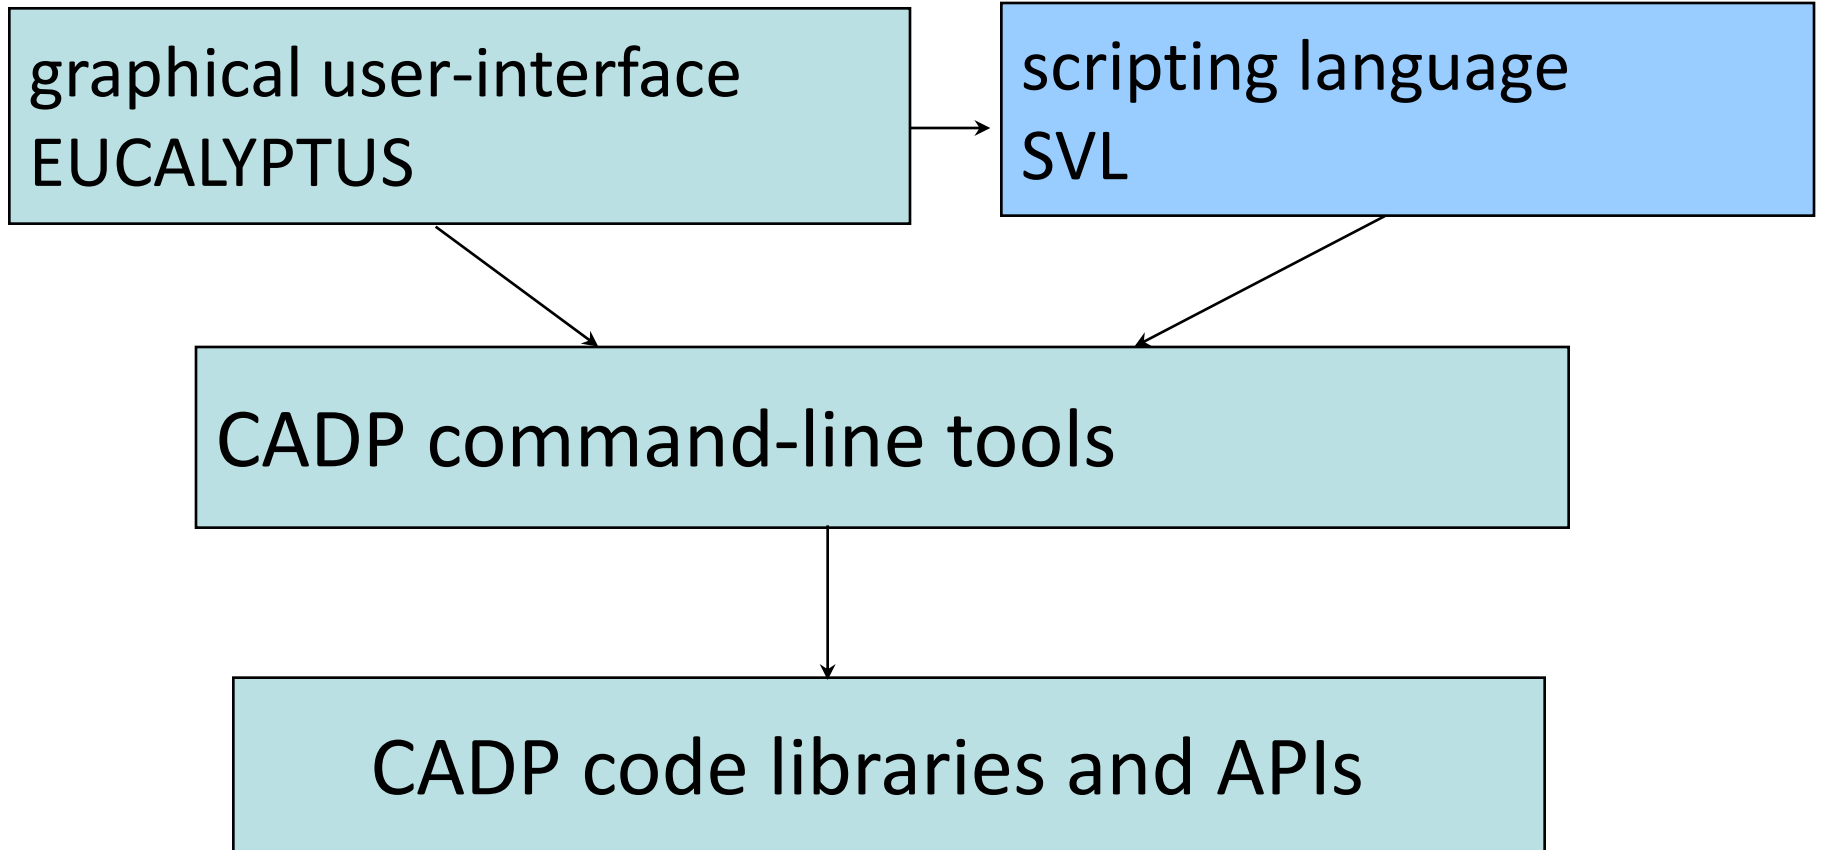 graphical user-interface
EUCALYPTUS
scripting language
SVL
CADP command-line tools
CADP code libraries and APIs